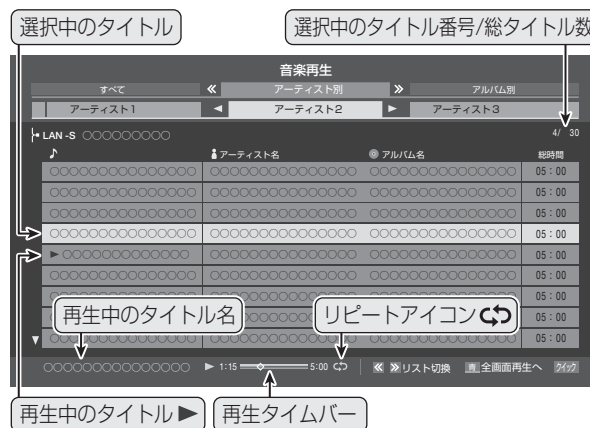 選択中のタイトル 選択中のタイトル番号/総タイトル数
音楽再生
すべて « アーティスト別 » アルバム別
アーティスト1 ◀ アーティスト2 ▶ アーティスト3
LAN -S ○○○○○○○○○ 4/ 30
♪ アーティスト名 アルバム名 総時間
○○○○○○○○○○○○○○ ○○○○○○○○○○○○○○ ○○○○○○○○○○○○○○ 05:00
○○○○○○○○○○○○○○ ○○○○○○○○○○○○○○ ○○○○○○○○○○○○○○ 05:00
○○○○○○○○○○○○○○ ○○○○○○○○○○○○○○ ○○○○○○○○○○○○○○ 05:00
○○○○○○○○○○○○○○ ○○○○○○○○○○○○○○ ○○○○○○○○○○○○○○ 05:00
▶○○○○○○○○○○○○ ○○○○○○○○○○○○○○ ○○○○○○○○○○○○○○ 05:00
○○○○○○○○○○○○○○ ○○○○○○○○○○○○○○ ○○○○○○○○○○○○○○ 05:00
05:00
再生中のタイトル名 リピートアイコン
05:00
▼ 05:00
○○○○○○○○○○○○○○ ▶ 1:15 5:00 « »リスト切換 青 全画面再生へ クイック
再生中のタイトル▶ 再生タイムバー